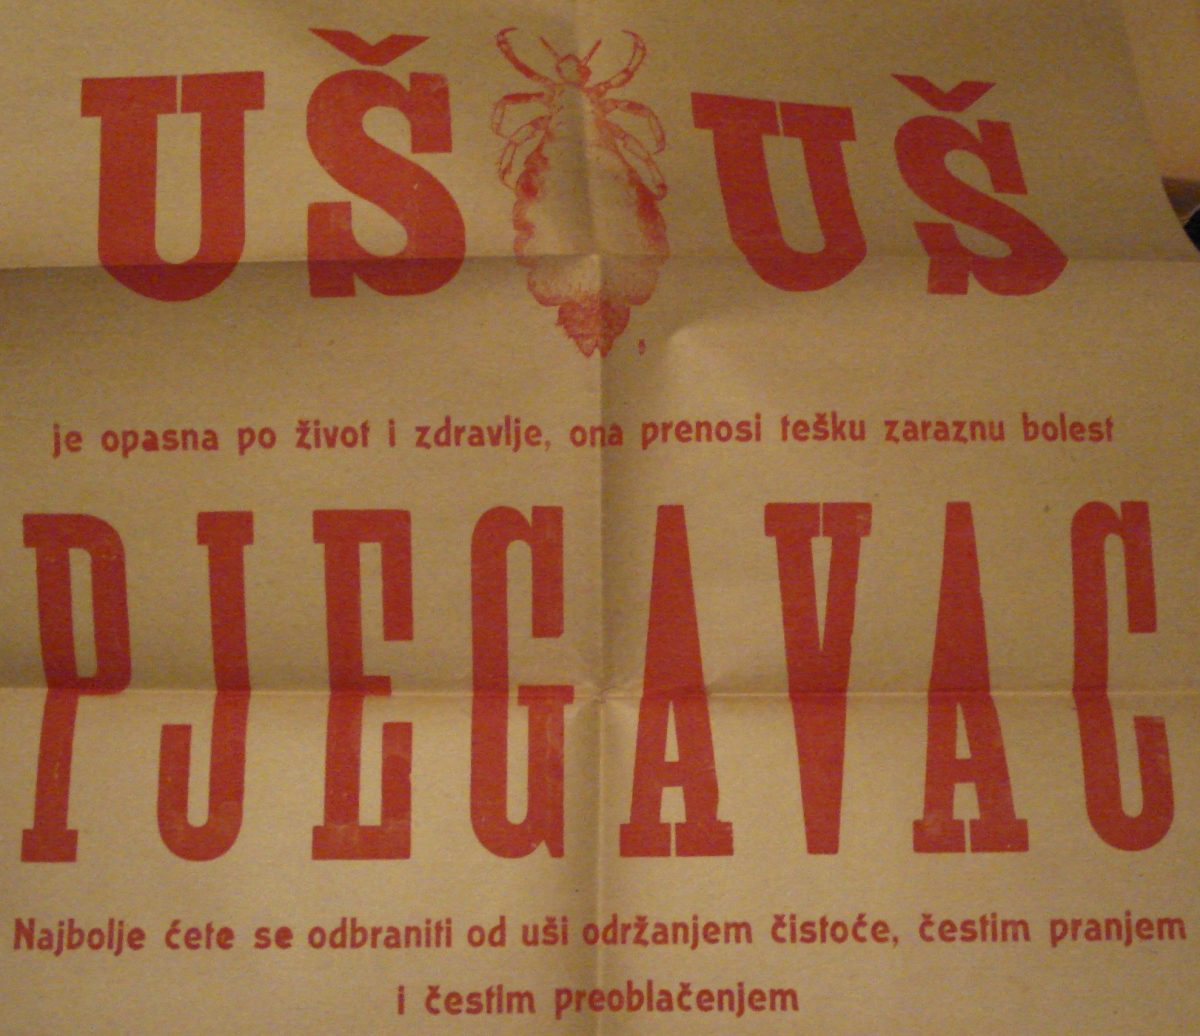 UŠ UŠ
je opasna po život i zdravlje, ona prenosi tešku zaraznu bolest
PJEGAVAC
Najbolje ćete se odbraniti od uši održanjem čistoće, čestim pranjem
i čestim preoblačenjem